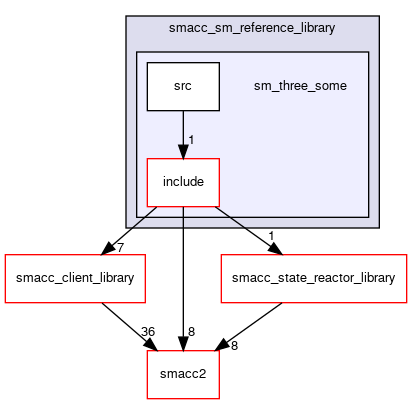 smacc_sm_reference_library
src
sm_three_some
1
include
7
1
smacc_client_library
smacc_state_reactor_library
36
8
8
smacc2